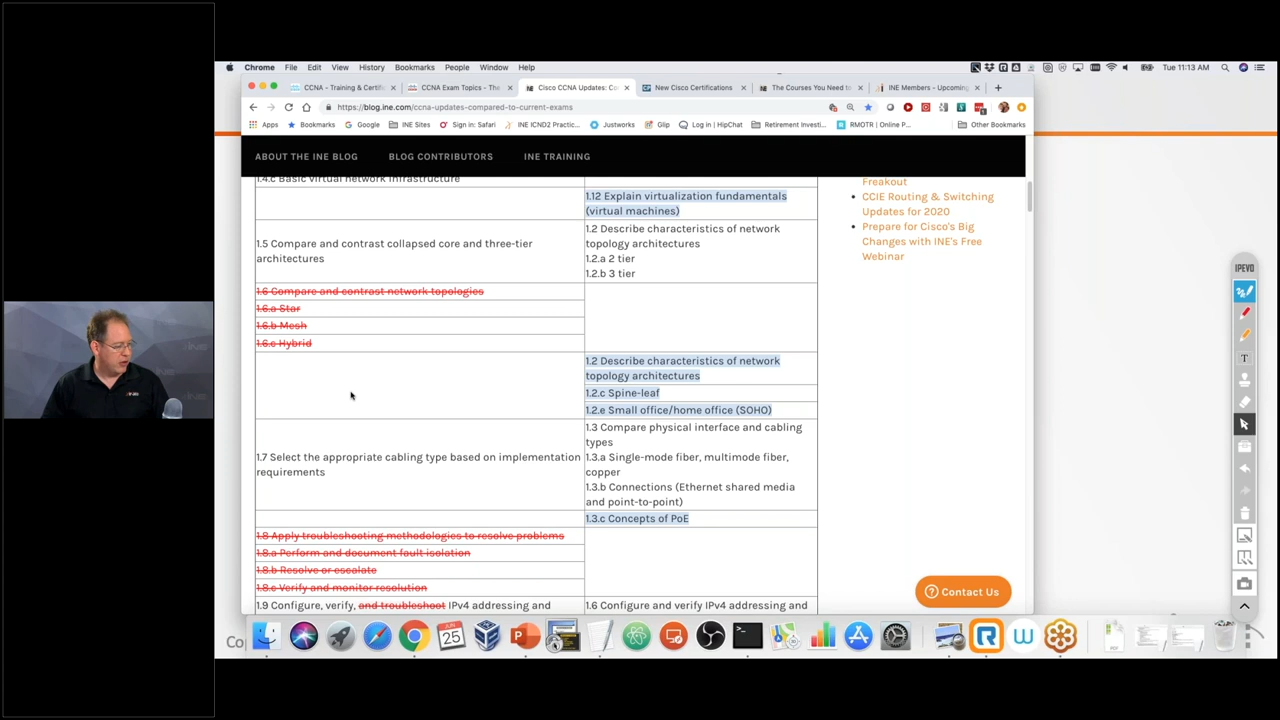 Chrome File Edit View History Bookmarks People Window Help
Tue 11:13 AM
CCNA - Training & Certific
CCNA Exam Topics - The
Cisco CCNA Updates: Co
New Cisco Certifications
The Courses You Need to
INE Members - Upcoming
https://blog.ine.com/ccna-updates-compared-to-current-exams
Apps Bookmarks Google INE Sites Sign in: Safari INE ICND2 Practic... Justworks Glip Log in | HipChat Retirement Investi... RMOTR | Online P... Other Bookmarks
ABOUT THE INE BLOG BLOG CONTRIBUTORS INE TRAINING
1.4.c Basic virtual network infrastructure
1.12 Explain virtualization fundamentals
(virtual machines)
1.5 Compare and contrast collapsed core and three-tier
architectures
1.2 Describe characteristics of network
topology architectures
1.2.a 2 tier
1.2.b 3 tier
1.6 Compare and contrast network topologies
1.6.a Star
1.6.b Mesh
1.6.c Hybrid
1.2 Describe characteristics of network
topology architectures
1.2.c Spine-leaf
1.2.e Small office/home office (SOHO)
1.7 Select the appropriate cabling type based on implementation
requirements
1.3 Compare physical interface and cabling
types
1.3.a Single-mode fiber, multimode fiber,
copper
1.3.b Connections (Ethernet shared media
and point-to-point)
1.3.c Concepts of PoE
1.8 Apply troubleshooting methodologies to resolve problems
1.8.a Perform and document fault isolation
1.8.b Resolve or escalate
1.8.c Verify and monitor resolution
1.9 Configure, verify, and troubleshoot IPv4 addressing and
1.6 Configure and verify IPv4 addressing and
Freakout
CCIE Routing & Switching
Updates for 2020
Prepare for Cisco's Big
Changes with INE's Free
Webinar
Contact Us
IPEVO
T
JUN
25
Co